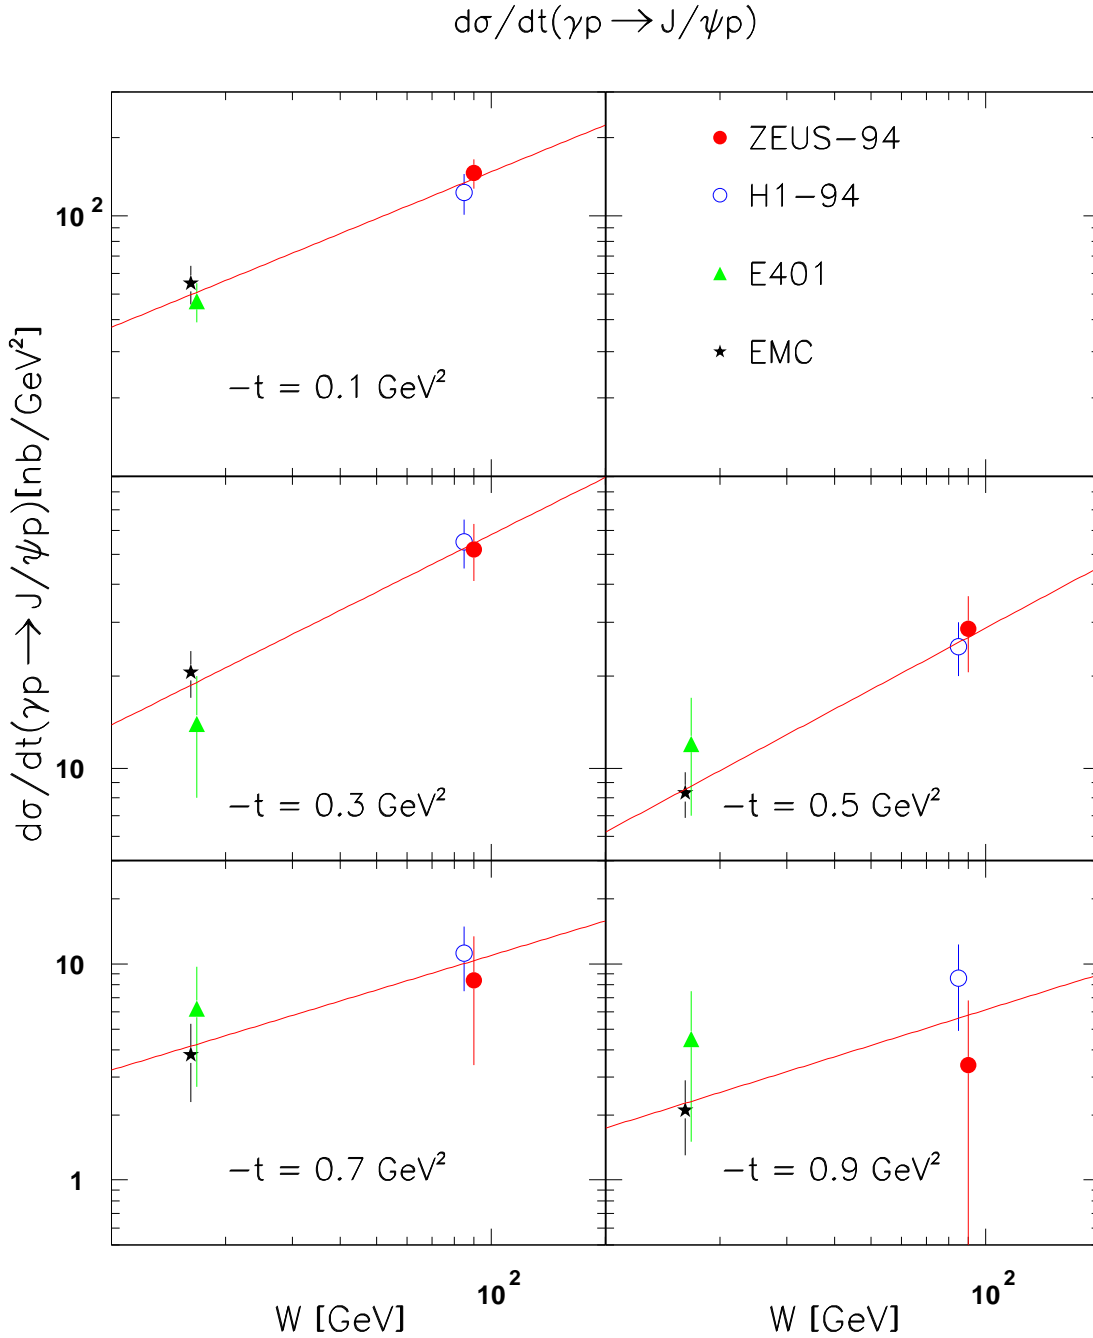 dσ/dt(γp → J/ψp)
ZEUS−94
H1−94
E401
EMC
10²
−t = 0.1 GeV²
dσ/dt(γp → J/ψp)[nb/GeV²]
10
−t = 0.3 GeV²
−t = 0.5 GeV²
10
1
−t = 0.7 GeV²
−t = 0.9 GeV²
10²
10²
W [GeV]
W [GeV]